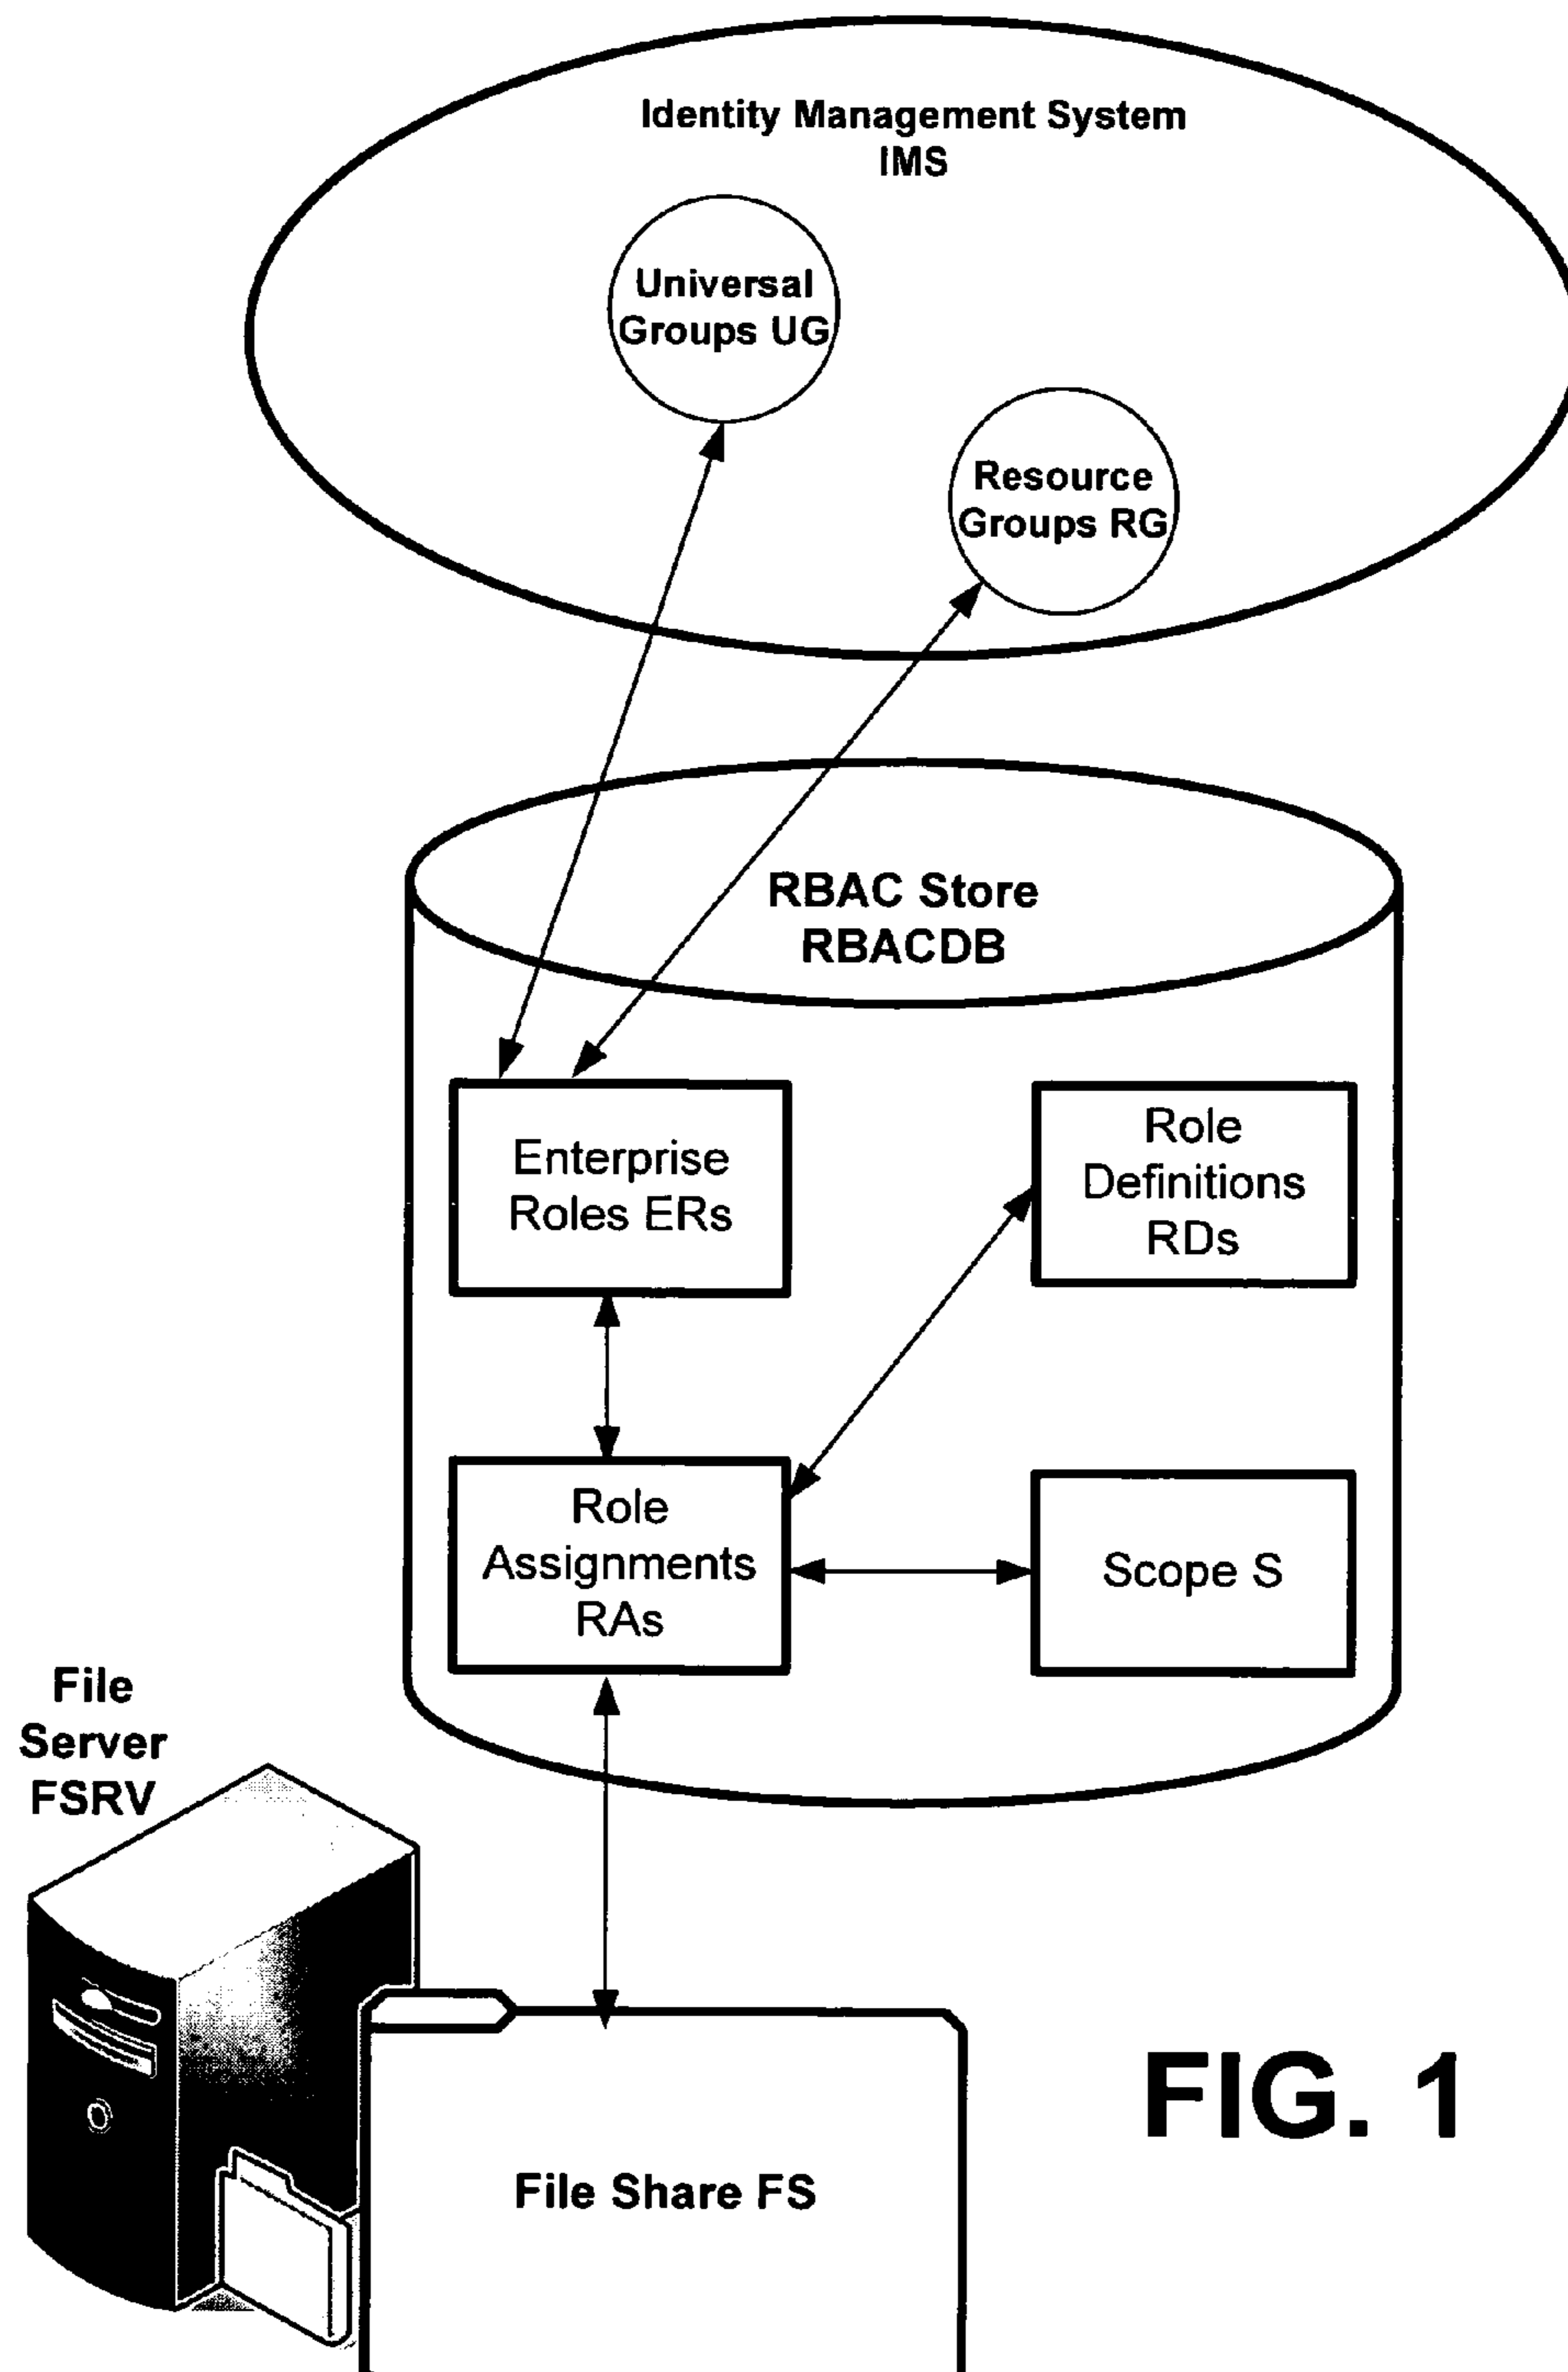 Identity Management System
IMS
Universal
Groups UG
Resource
Groups RG
RBAC Store
RBACDB
Enterprise
Roles ERs
Role
Definitions
RDs
Role
Assignments
RAs
Scope S
File
Server
FSRV
File Share FS
FIG. 1